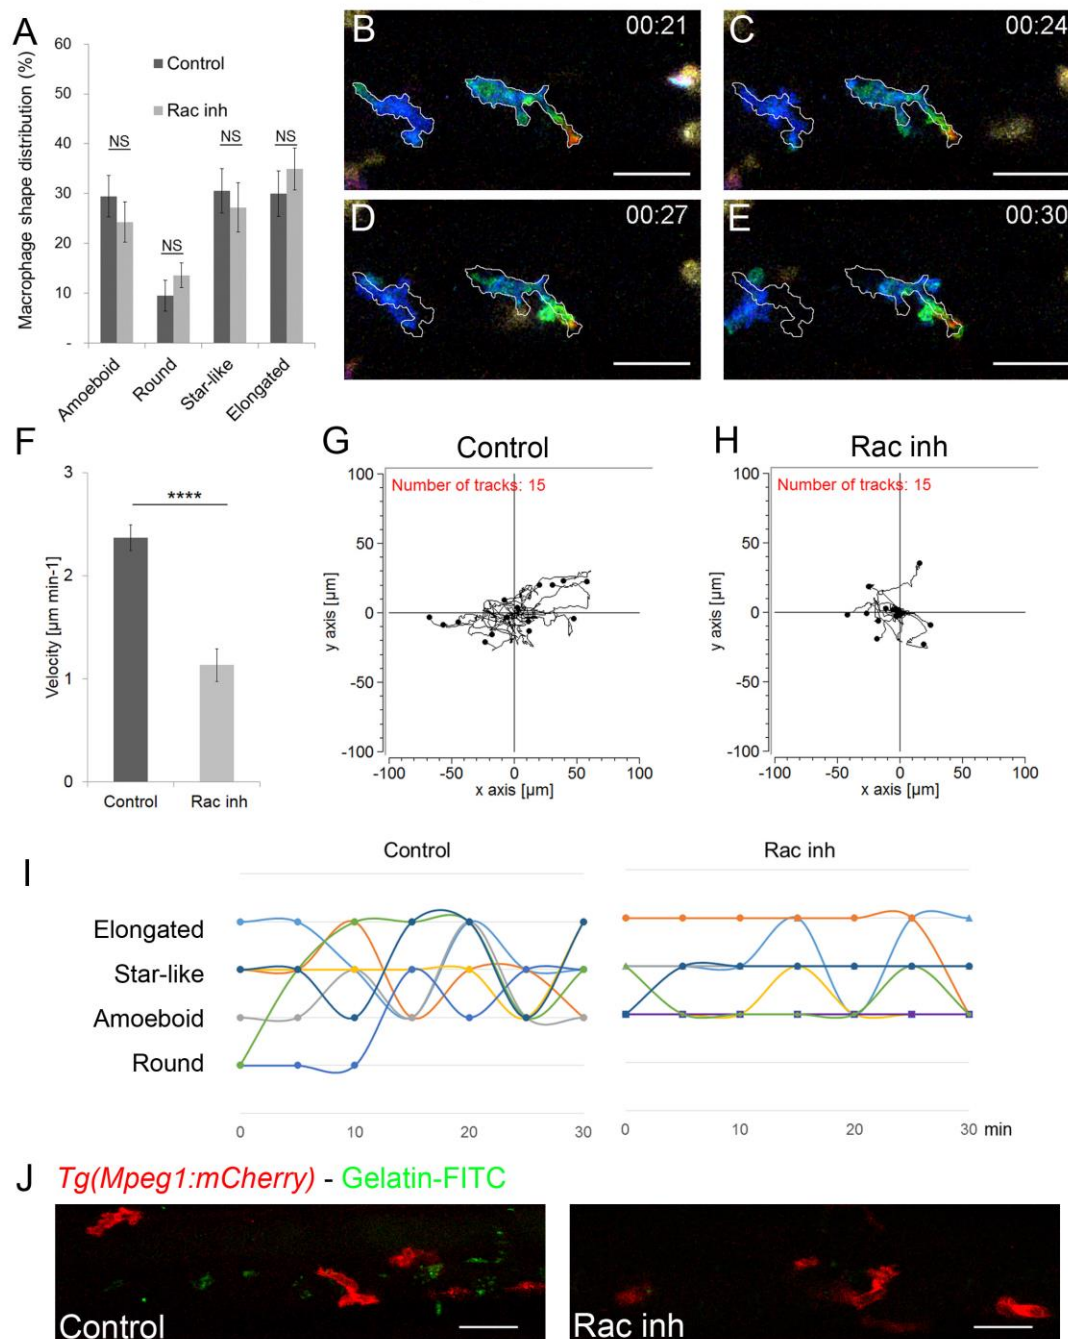 A
Macrophage shape distribution (%)
60
50
40
30
20
10
-
Control
Rac inh
NS
NS
NS
NS
Amoeboid
Round
Star-like
Elongated
B
00:21
C
00:24
D
00:27
E
00:30
F
Velocity [µm min-1]
3
2
1
0
****
Control
Rac inh
G
Control
Number of tracks: 15
y axis [µm]
100
50
0
-50
-100
-100
-50
0
50
100
x axis [µm]
H
Rac inh
Number of tracks: 15
y axis [µm]
100
50
0
-50
-100
-100
-50
0
50
100
x axis [µm]
I
Control
Rac inh
Elongated
Star-like
Amoeboid
Round
0
10
20
30
0
10
20
30
min
J
Tg(Mpeg1:mCherry) - Gelatin-FITC
Control
Rac inh